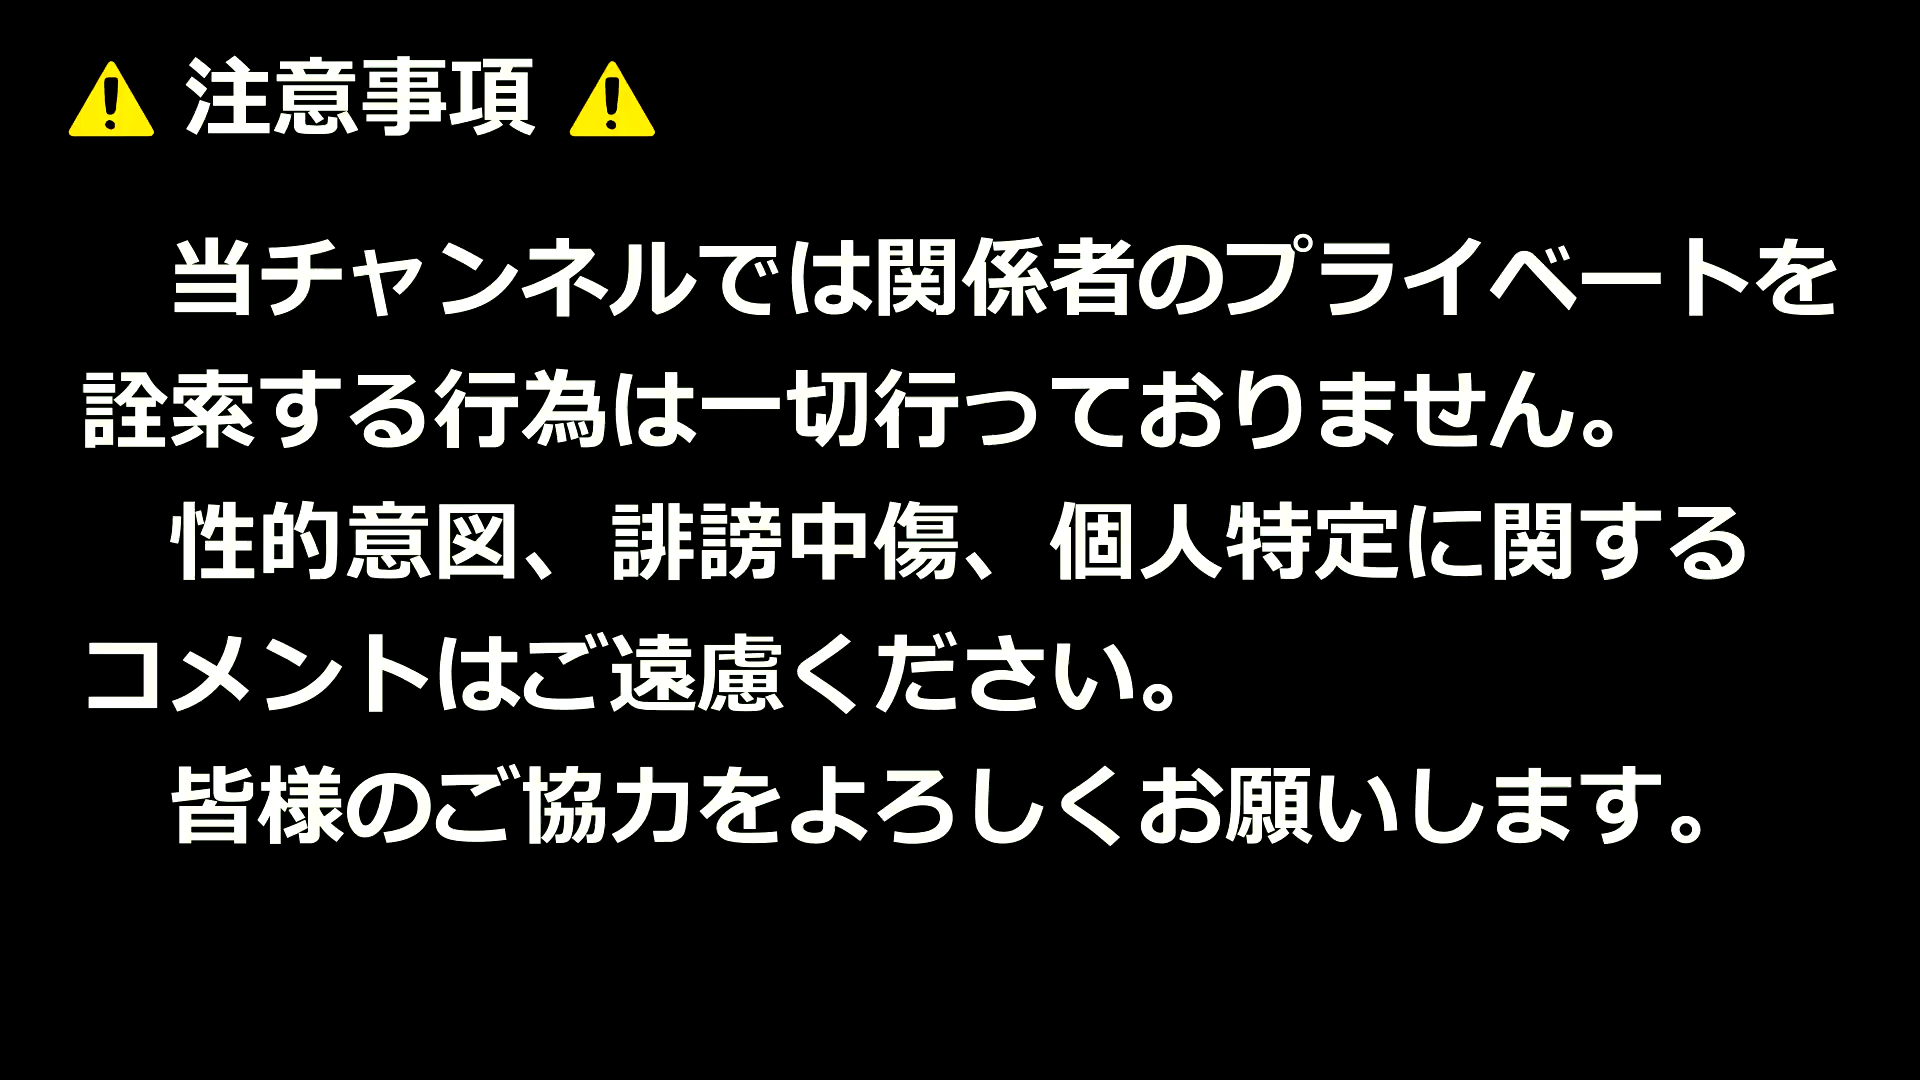 ⚠ 注意事項 ⚠
当チャンネルでは関係者のプライベートを
詮索する行為は一切行っておりません。
性的意図、誹謗中傷、個人特定に関する
コメントはご遠慮ください。
皆様のご協力をよろしくお願いします。